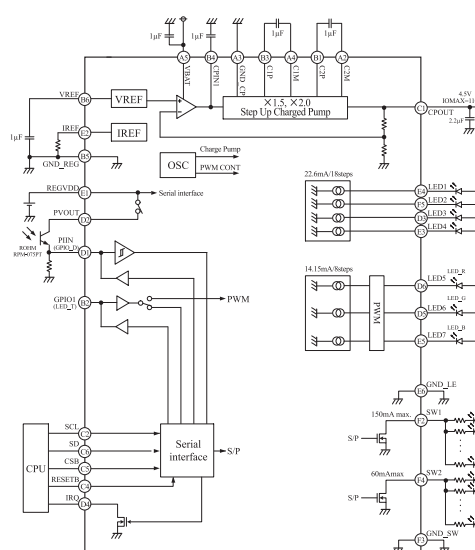 1μF
1μF
1μF
1μF
A5
B4
A3
B3
A4
B1
A2
VBAT
CPIN1
GND_CP
C1P
C1M
C2P
C2M
VREF
B6
VREF
×1.5, ×2.0
Step Up Charged Pump
C1
4.5V
IOMAX=11
CPOUT
2.2μF
1μF
IREF
E2
IREF
B5
GND_REG
OSC
Charge Pump
PWM CONT
REGVDD
E1
Serial interface
PVOUT
D2
ROHM
RPM-075PT
PIIN
(GPIO_D)
D1
GPIO1
(LED_T)
B2
PWM
22.6mA/18steps
E4
LED1
F5
LED2
D3
LED3
E3
LED4
14.15mA/8steps
PWM
D6
LED5
LED_R
D5
LED6
LED_G
E5
LED7
LED_B
E6
GND_LE
150mA max.
F2
SW1
S/P
60mAmax
F4
SW2
S/P
F3
GND_SW
CPU
SCL
C2
SD
C6
CSB
C5
RESETB
C4
IRQ
D4
Serial
interface
S/P